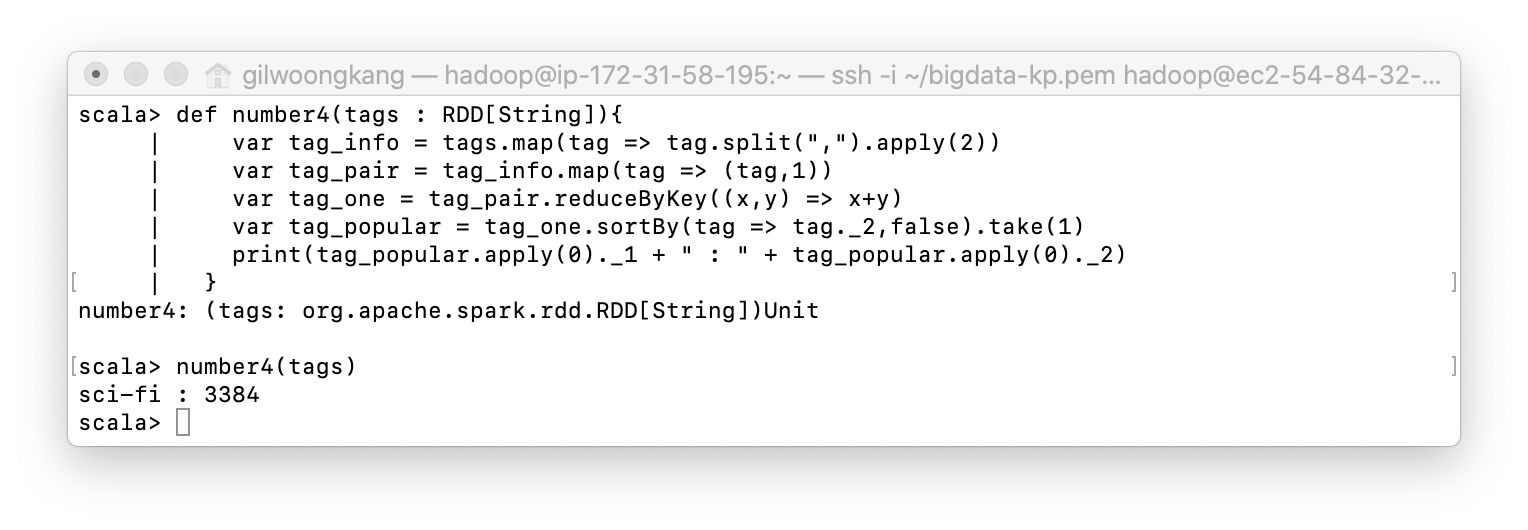 gilwoongkang — hadoop@ip-172-31-58-195:~ — ssh -i ~/bigdata-kp.pem hadoop@ec2-54-84-32-...
scala> def number4(tags : RDD[String]){
     |     var tag_info = tags.map(tag => tag.split(",").apply(2))
     |     var tag_pair = tag_info.map(tag => (tag,1))
     |     var tag_one = tag_pair.reduceByKey((x,y) => x+y)
     |     var tag_popular = tag_one.sortBy(tag => tag._2,false).take(1)
     |     print(tag_popular.apply(0)._1 + " : " + tag_popular.apply(0)._2)
[     |   } ]
number4: (tags: org.apache.spark.rdd.RDD[String])Unit
[scala> number4(tags) ]
sci-fi : 3384
scala>